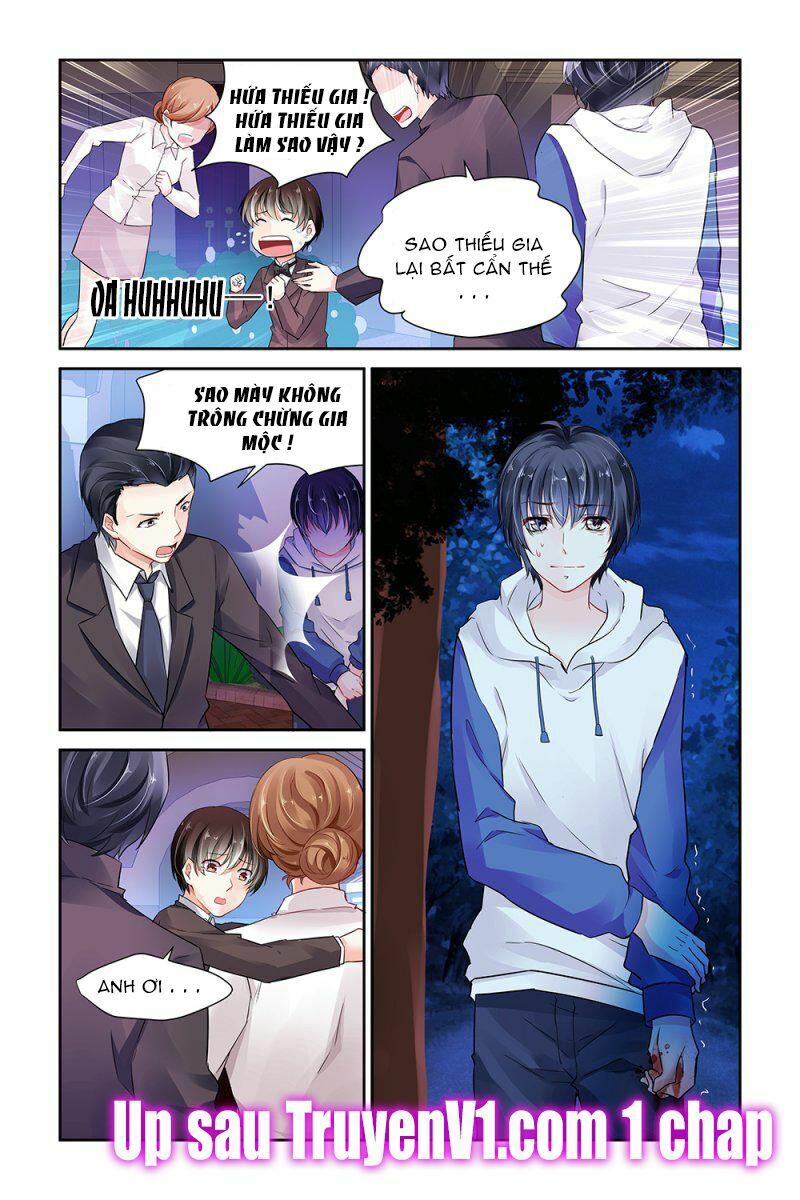 HỨA THIẾU GIA !
HỨA THIẾU GIA
LÀM SAO VẬY ?
SAO THIẾU GIA
LẠI BẤT CẨN THẾ
. . .
OA HUHHUHU — !
SAO MÀY KHÔNG
TRÔNG CHỪNG GIA
MỘC !
ANH ƠI . . .
Up sau TruyenV1.com 1 chap